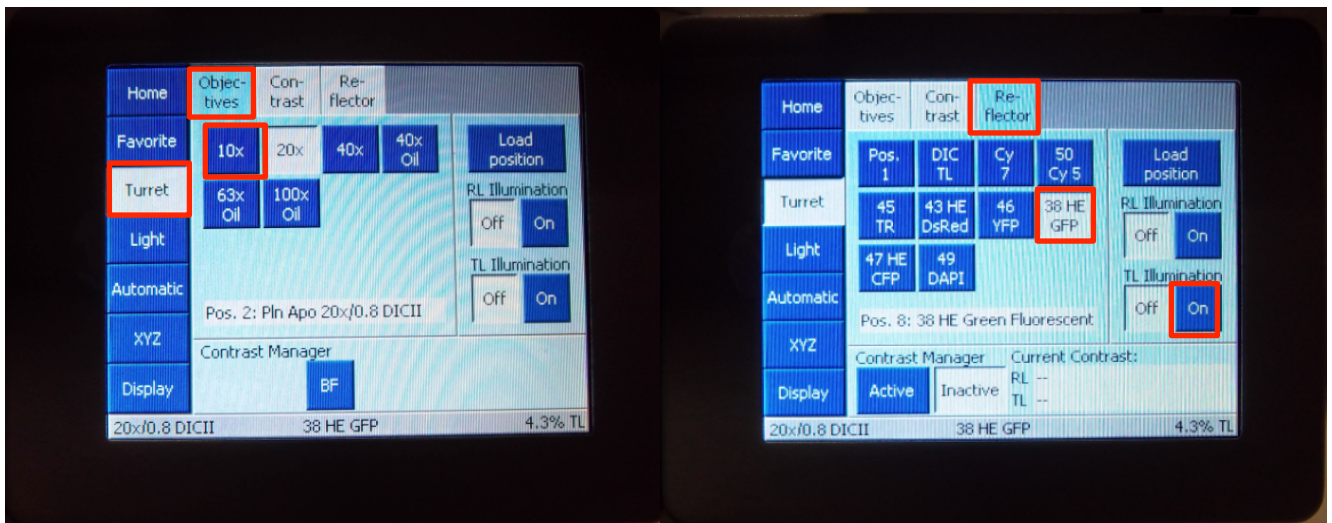 Home
Objec-
tives
Con-
trast
Re-
flector
Favorite
10x
20x
40x
40x
Oil
Load
position
Turret
63x
Oil
100x
Oil
RL Illumination
Off On
Light
TL Illumination
Off On
Automatic
Pos. 2: Pln Apo 20x/0.8 DICII
XYZ
Contrast Manager
Display
BF
20x/0.8 DICII 38 HE GFP 4.3% TL
Home
Objec-
tives
Con-
trast
Re-
flector
Favorite
Pos.
1
DIC
TL
Cy
7
50
Cy 5
Load
position
Turret
45
TR
43 HE
DsRed
46
YFP
38 HE
GFP
RL Illumination
Off On
Light
47 HE
CFP
49
DAPI
TL Illumination
Off On
Automatic
Pos. 8: 38 HE Green Fluorescent
XYZ
Contrast Manager Current Contrast:
Display
Active Inactive
RL --
TL --
20x/0.8 DICII 38 HE GFP 4.3% TL